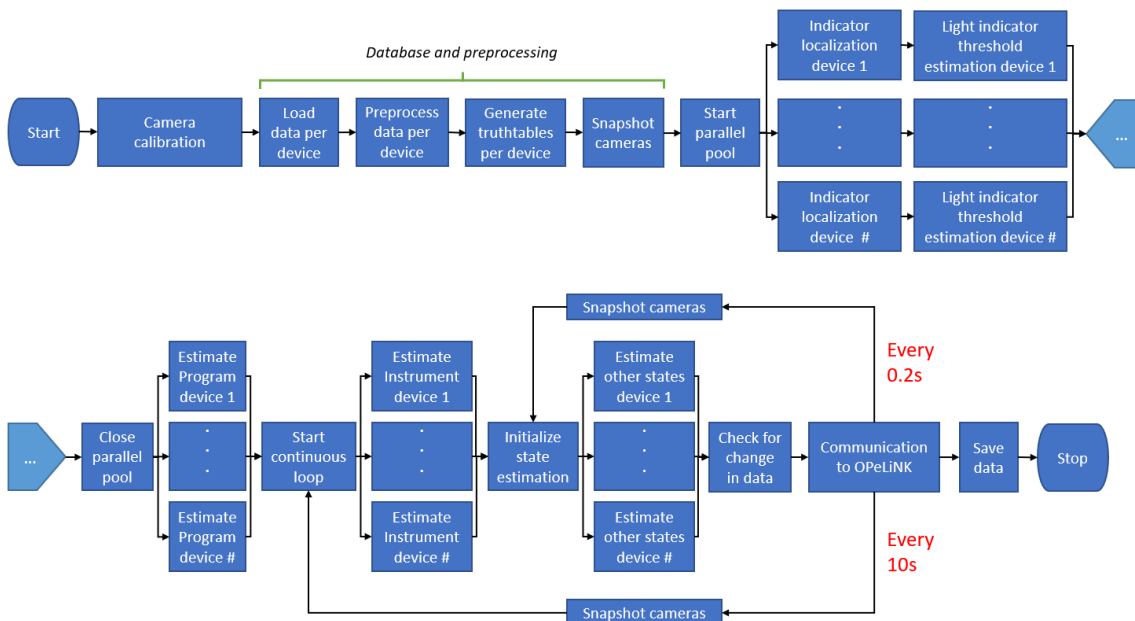 Database and preprocessing
Start
Camera
calibration
Load
data per
device
Preprocess
data per
device
Generate
truthtables
per device
Snapshot
cameras
Start
parallel
pool
Indicator
localization
device 1
Light indicator
threshold
estimation device 1
.
.
.
.
.
.
Indicator
localization
device #
Light indicator
threshold
estimation device #
...
...
Close
parallel
pool
Estimate
Program
device 1
.
.
.
Estimate
Program
device #
Start
continuous
loop
Estimate
Instrument
device 1
.
.
.
Estimate
Instrument
device #
Initialize
state
estimation
Snapshot cameras
Estimate
other states
device 1
.
.
.
Estimate
other states
device #
Check for
change
in data
Every
0.2s
Communication
to OPeLiNK
Every
10s
Snapshot cameras
Save
data
Stop